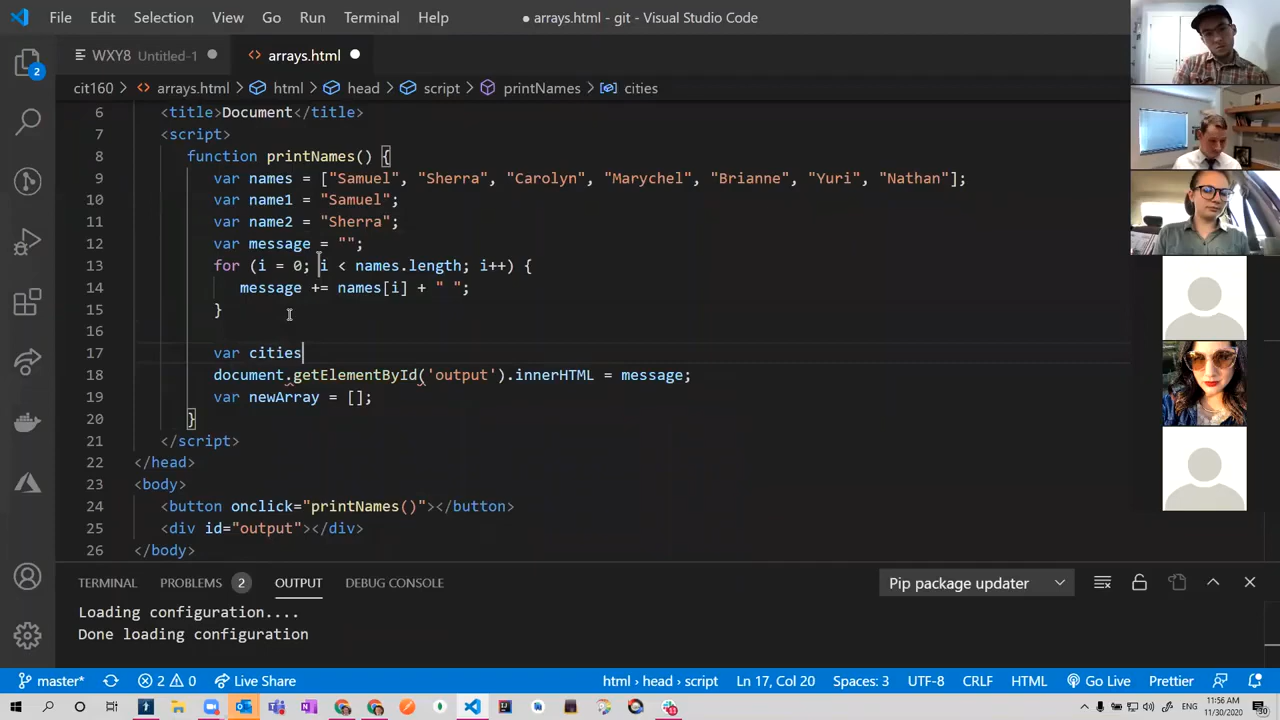 File Edit Selection View Go Run Terminal Help ● arrays.html - git - Visual Studio Code
WXY8 Untitled-1 ● <> arrays.html ●
2
cit160 > <> arrays.html > html > head > script > printNames > cities
6 <title>Document</title>
7 <script>
8 function printNames() {
9 var names = ["Samuel", "Sherra", "Carolyn", "Marychel", "Brianne", "Yuri", "Nathan"];
10 var name1 = "Samuel";
11 var name2 = "Sherra";
12 var message = "";
13 for (i = 0; i < names.length; i++) {
14 message += names[i] + " ";
15 }
16
17 var cities
18 document.getElementById('output').innerHTML = message;
19 var newArray = [];
20 }
21 </script>
22 </head>
23 <body>
24 <button onclick="printNames()"></button>
25 <div id="output"></div>
26 </body>
TERMINAL PROBLEMS 2 OUTPUT DEBUG CONSOLE Pip package updater
Loading configuration....
Done loading configuration
master* 2 0 Live Share html > head > script Ln 17, Col 20 Spaces: 3 UTF-8 CRLF HTML Go Live Prettier
ENG 11:56 AM
11/30/2020 30